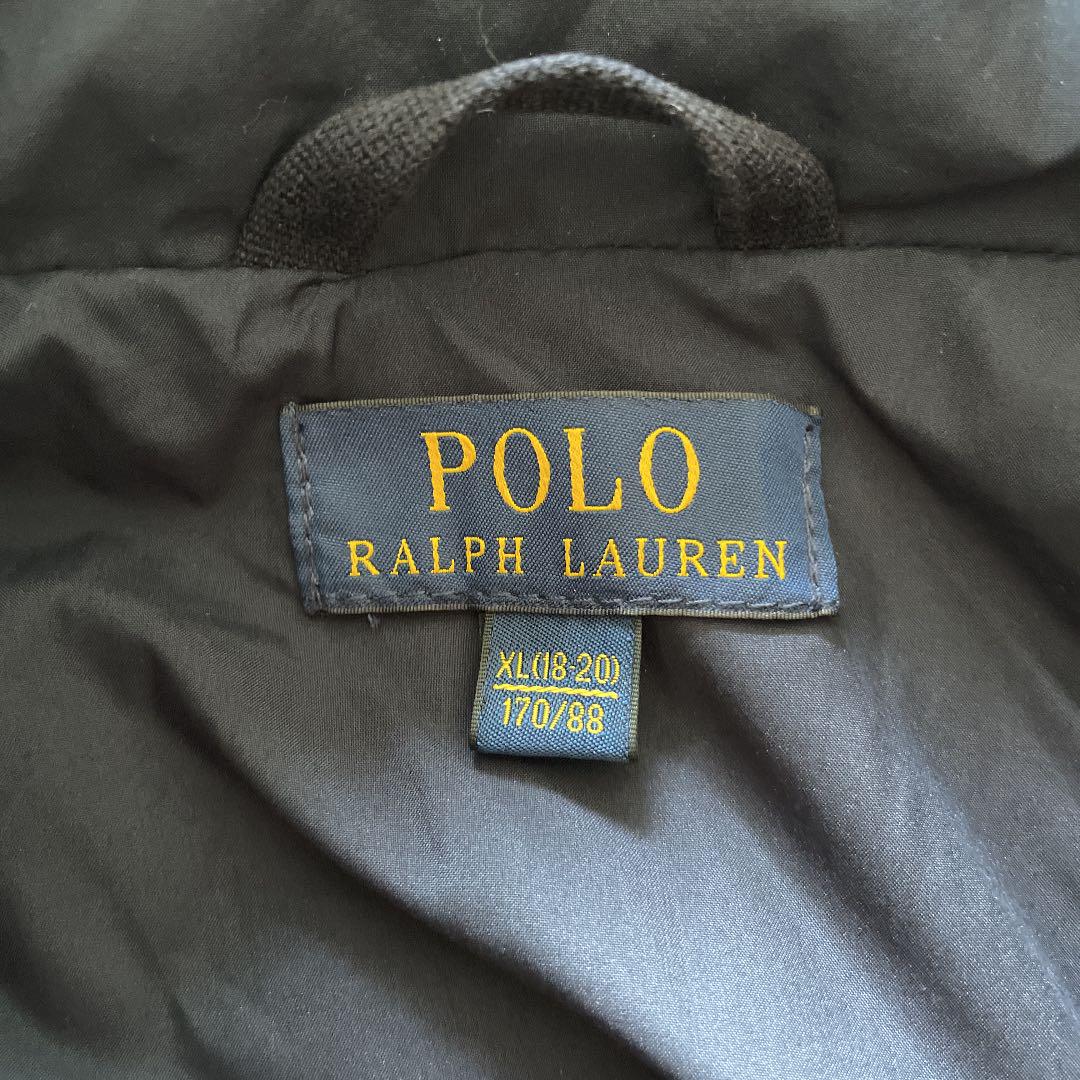 POLO
RALPH LAUREN
XL(18-20)
170/88